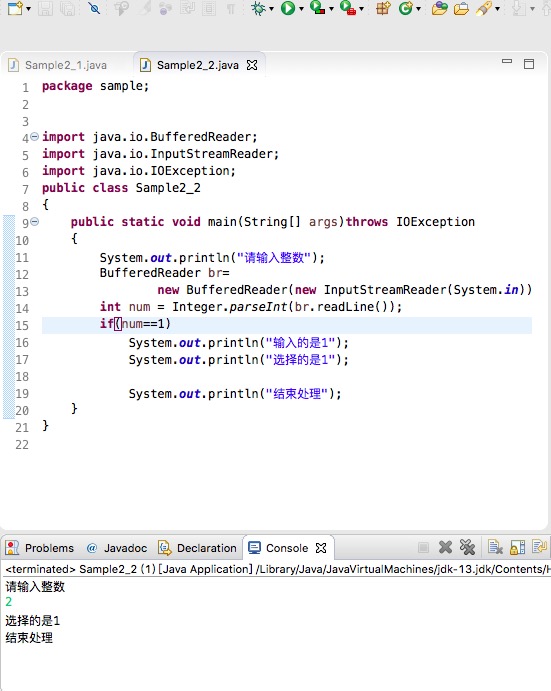 Sample2_1.java Sample2_2.java
1 package sample;
2
3
4 import java.io.BufferedReader;
5 import java.io.InputStreamReader;
6 import java.io.IOException;
7 public class Sample2_2
8 {
9 public static void main(String[] args)throws IOException
10 {
11 System.out.println("请输入整数");
12 BufferedReader br=
13 new BufferedReader(new InputStreamReader(System.in))
14 int num = Integer.parseInt(br.readLine());
15 if(num==1)
16 System.out.println("输入的是1");
17 System.out.println("选择的是1");
18
19 System.out.println("结束处理");
20 }
21 }
22
Problems @ Javadoc Declaration Console
<terminated> Sample2_2 (1) [Java Application] /Library/Java/JavaVirtualMachines/jdk-13.jdk/Contents/H
请输入整数
2
选择的是1
结束处理